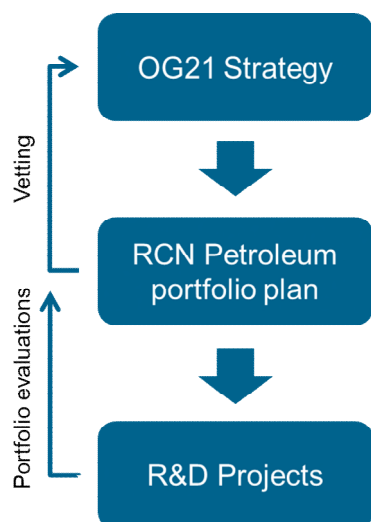 OG21 Strategy
Vetting
RCN Petroleum
portfolio plan
Portfolio evaluations
R&D Projects